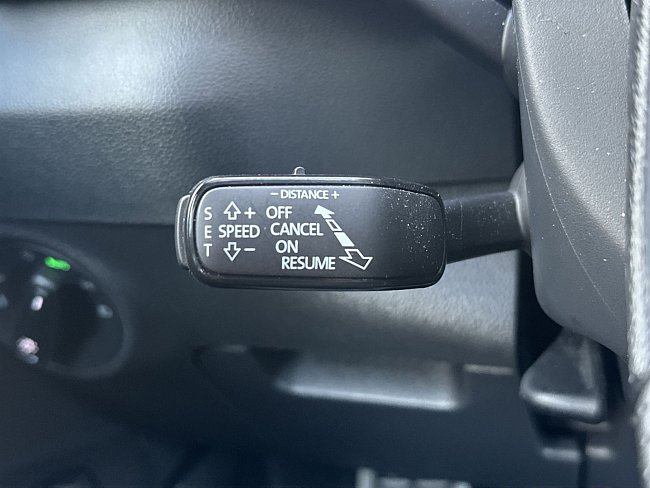 − DISTANCE +
S + OFF
E SPEED CANCEL
T − ON
RESUME